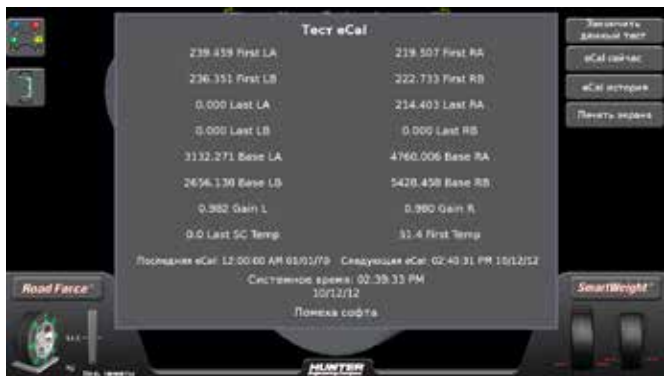 Тест eCal
Закончить
данный тест
239.459 First LA 219.507 First RA
eCal сейчас
236.351 First LB 222.733 First RB
eCal история
0.000 Last LA 214.403 Last RA
Печать экрана
0.000 Last LB 0.000 Last RB
3132.271 Base LA 4760.006 Base RA
2656.138 Base LB 5428.458 Base RB
0.982 Gain L 0.980 Gain R
0.0 Last SC Temp 31.4 First Temp
Последняя eCal: 12:00:00 AM 01/01/70 Следующая eCal: 02:40:31 PM 10/12/12
Системное время: 02:39:33 PM
10/12/12
Road Force
SmartWeight
Помеха софта
HUNTER